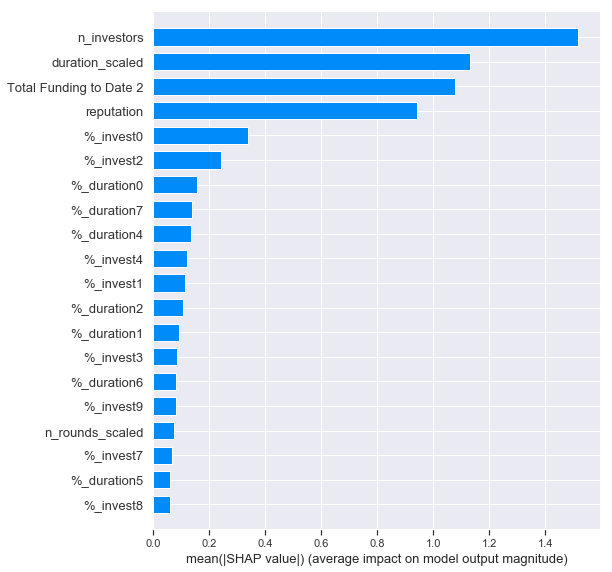 n_investors
duration_scaled
Total Funding to Date 2
reputation
%_invest0
%_invest2
%_duration0
%_duration7
%_duration4
%_invest4
%_invest1
%_duration2
%_duration1
%_invest3
%_duration6
%_invest9
n_rounds_scaled
%_invest7
%_duration5
%_invest8
0.0 0.2 0.4 0.6 0.8 1.0 1.2 1.4
mean(|SHAP value|) (average impact on model output magnitude)